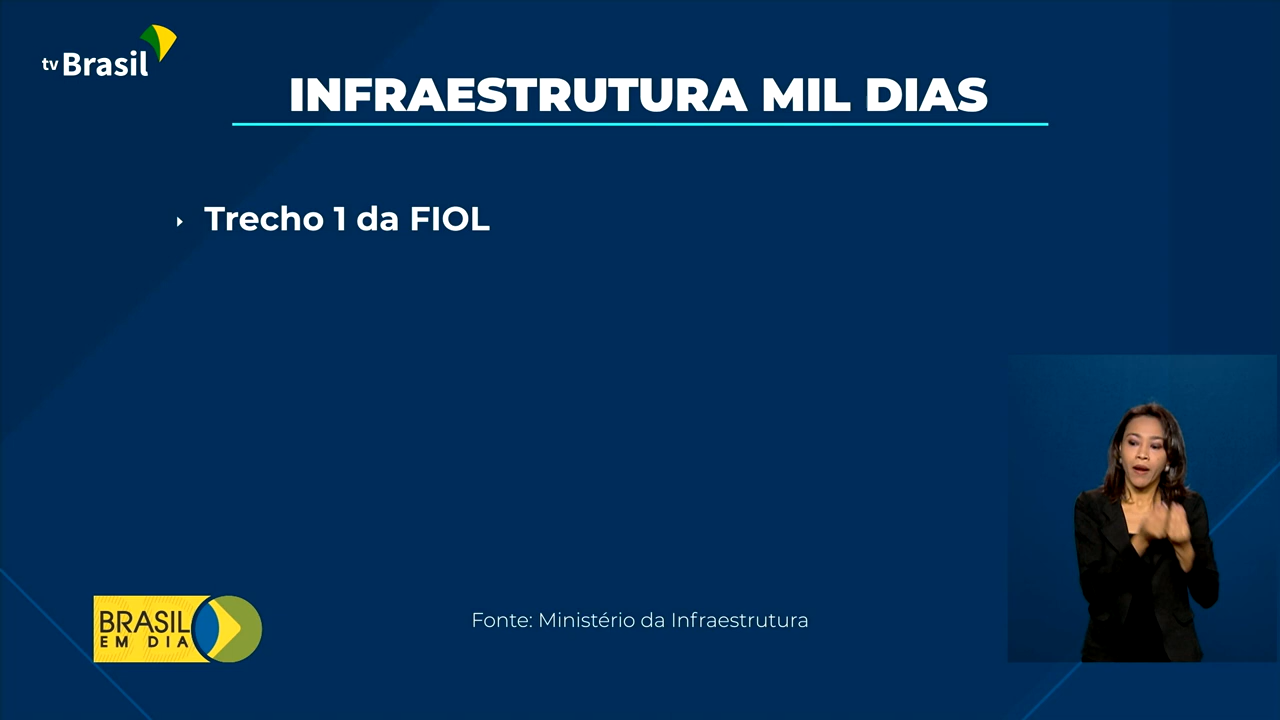 tv Brasil
INFRAESTRUTURA MIL DIAS
Trecho 1 da FIOL
BRASIL
EM DIA
Fonte: Ministério da Infraestrutura